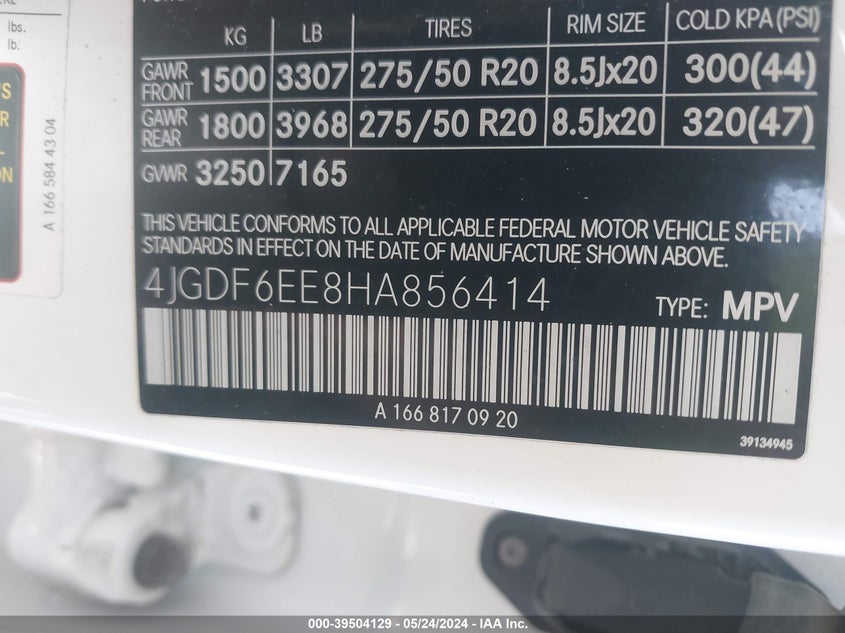 lbs.
lb:
KG LB TIRES RIM SIZE COLD KPA (PSI)
GAWR FRONT 1500 3307 275/50 R20 8.5Jx20 300(44)
GAWR REAR 1800 3968 275/50 R20 8.5Jx20 320(47)
GVWR 3250 7165
THIS VEHICLE CONFORMS TO ALL APPLICABLE FEDERAL MOTOR VEHICLE SAFETY
STANDARDS IN EFFECT ON THE DATE OF MANUFACTURE SHOWN ABOVE.
4JGDF6EE8HA856414 TYPE: MPV
A 166 817 09 20
39134945
A 166 584 43 04
000-39504129 - 05/24/2024 - IAA Inc.